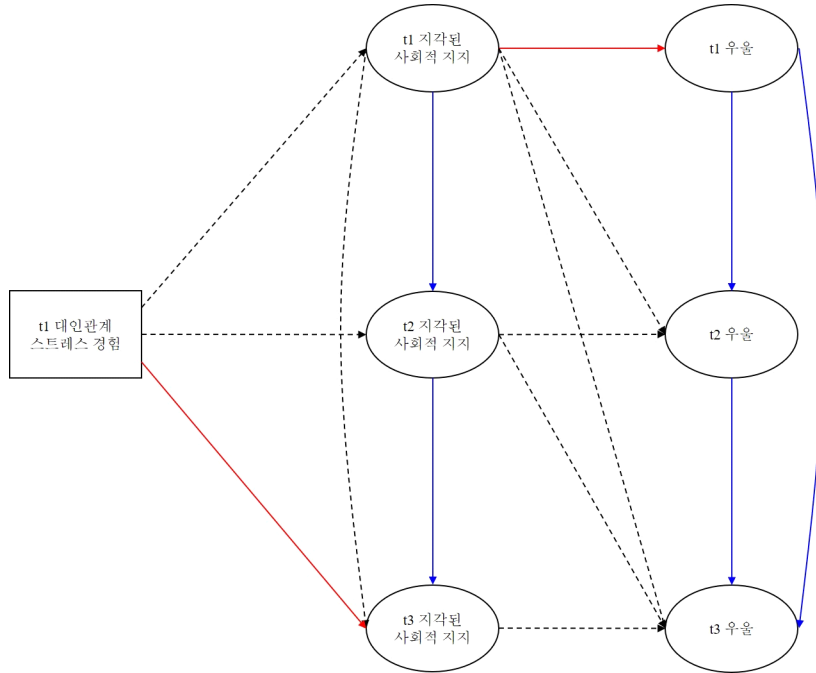 t1 지각된
사회적 지지
t1 우울
t1 대인관계
스트레스 경험
t2 지각된
사회적 지지
t2 우울
t3 지각된
사회적 지지
t3 우울